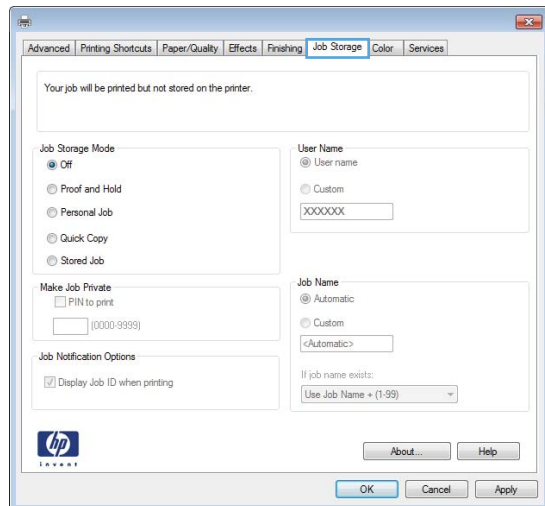 Advanced Printing Shortcuts Paper/Quality Effects Finishing Job Storage Color Services
Your job will be printed but not stored on the printer.
Job Storage Mode
Off
Proof and Hold
Personal Job
Quick Copy
Stored Job
User Name
User name
Custom
XXXXXX
Make Job Private
PIN to print
(0000-9999)
Job Name
Automatic
Custom
<Automatic>
If job name exists:
Use Job Name + (1-99)
Job Notification Options
Display Job ID when printing
hp
invent
About... Help
OK Cancel Apply